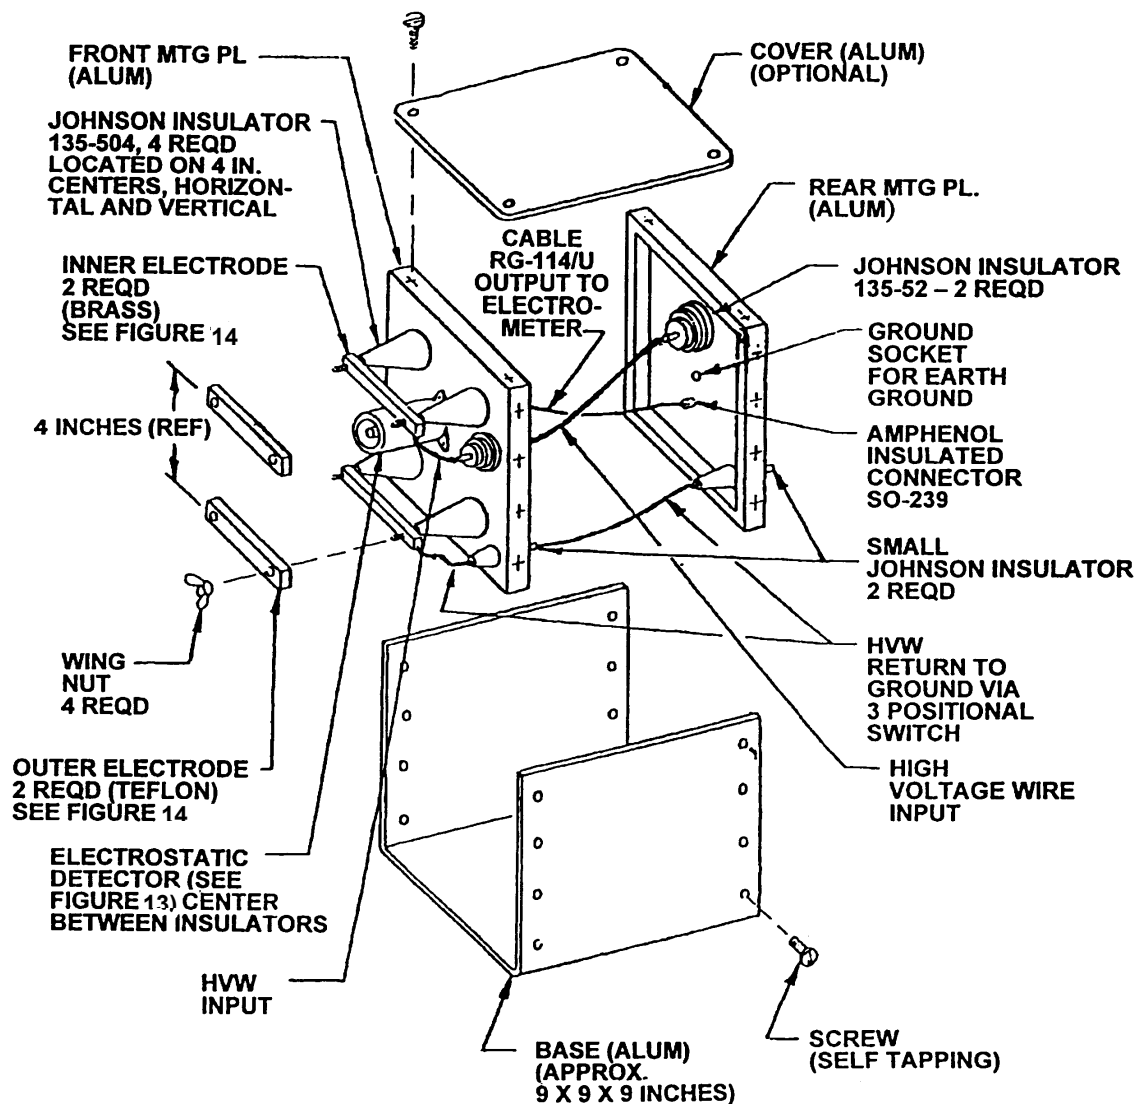 FRONT MTG PL
(ALUM)
COVER (ALUM)
(OPTIONAL)
JOHNSON INSULATOR
135-504, 4 REQD
LOCATED ON 4 IN.
CENTERS, HORIZON-
TAL AND VERTICAL
REAR MTG PL.
(ALUM)
CABLE
RG-114/U
OUTPUT TO
ELECTRO-
METER
INNER ELECTRODE
2 REQD
(BRASS)
SEE FIGURE 14
JOHNSON INSULATOR
135-52 – 2 REQD
GROUND
SOCKET
FOR EARTH
GROUND
4 INCHES (REF)
AMPHENOL
INSULATED
CONNECTOR
SO-239
SMALL
JOHNSON INSULATOR
2 REQD
WING
NUT
4 REQD
HVW
RETURN TO
GROUND VIA
3 POSITIONAL
SWITCH
OUTER ELECTRODE
2 REQD (TEFLON)
SEE FIGURE 14
HIGH
VOLTAGE WIRE
INPUT
ELECTROSTATIC
DETECTOR (SEE
FIGURE 13) CENTER
BETWEEN INSULATORS
HVW
INPUT
BASE (ALUM)
(APPROX.
9 X 9 X 9 INCHES)
SCREW
(SELF TAPPING)